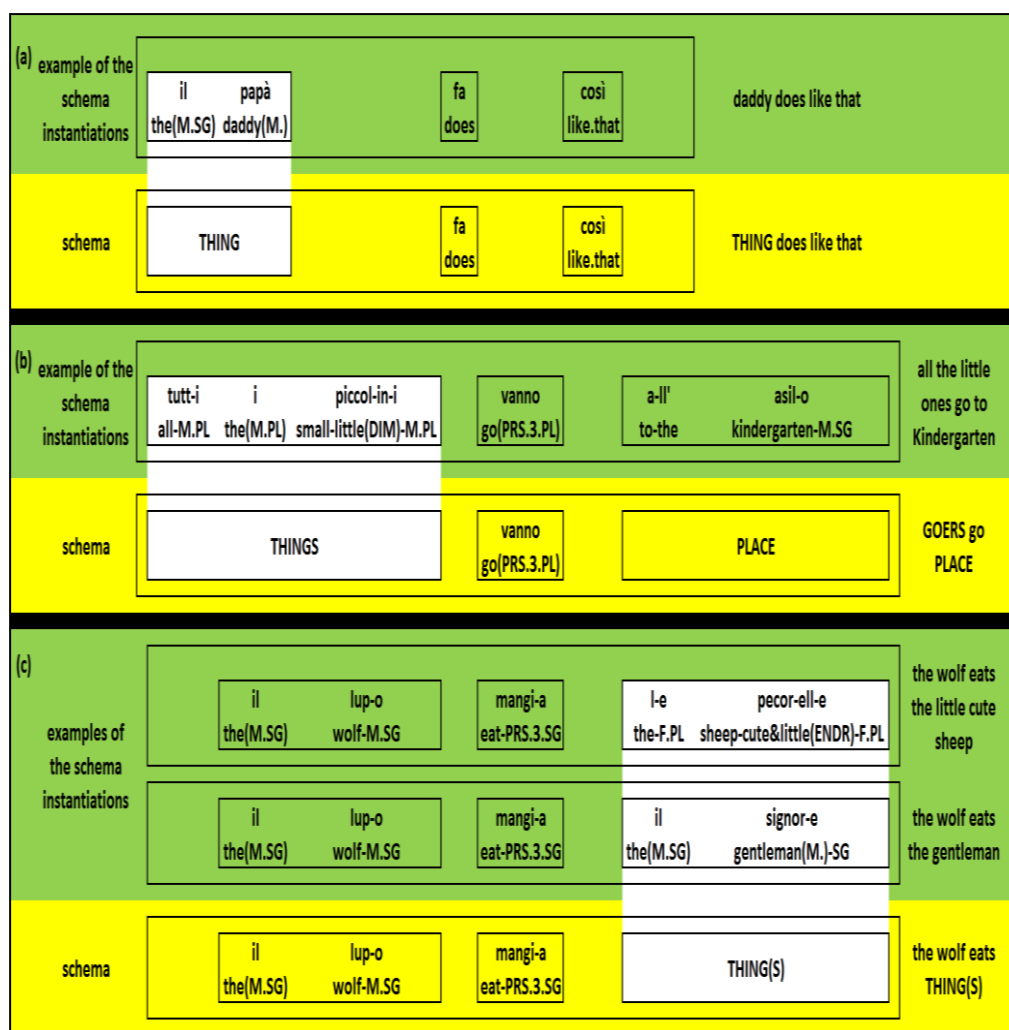 (a) example of the schema instantiations
il papà fa così
the(M.SG) daddy(M.) does like.that
daddy does like that
schema
THING fa così
does like.that
THING does like that
(b) example of the schema instantiations
tutt-i i piccol-in-i vanno a-ll' asil-o
all-M.PL the(M.PL) small-little(DIM)-M.PL go(PRS.3.PL) to-the kindergarten-M.SG
all the little ones go to Kindergarten
schema
THINGS vanno PLACE
go(PRS.3.PL)
GOERS go PLACE
(c)
examples of the schema instantiations
il lup-o mangi-a l-e pecor-ell-e
the(M.SG) wolf-M.SG eat-PRS.3.SG the-F.PL sheep-cute&little(ENDR)-F.PL
the wolf eats the little cute sheep
il lup-o mangi-a il signor-e
the(M.SG) wolf-M.SG eat-PRS.3.SG the(M.SG) gentleman(M.)-SG
the wolf eats the gentleman
schema
il lup-o mangi-a THING(S)
the(M.SG) wolf-M.SG eat-PRS.3.SG
the wolf eats THING(S)